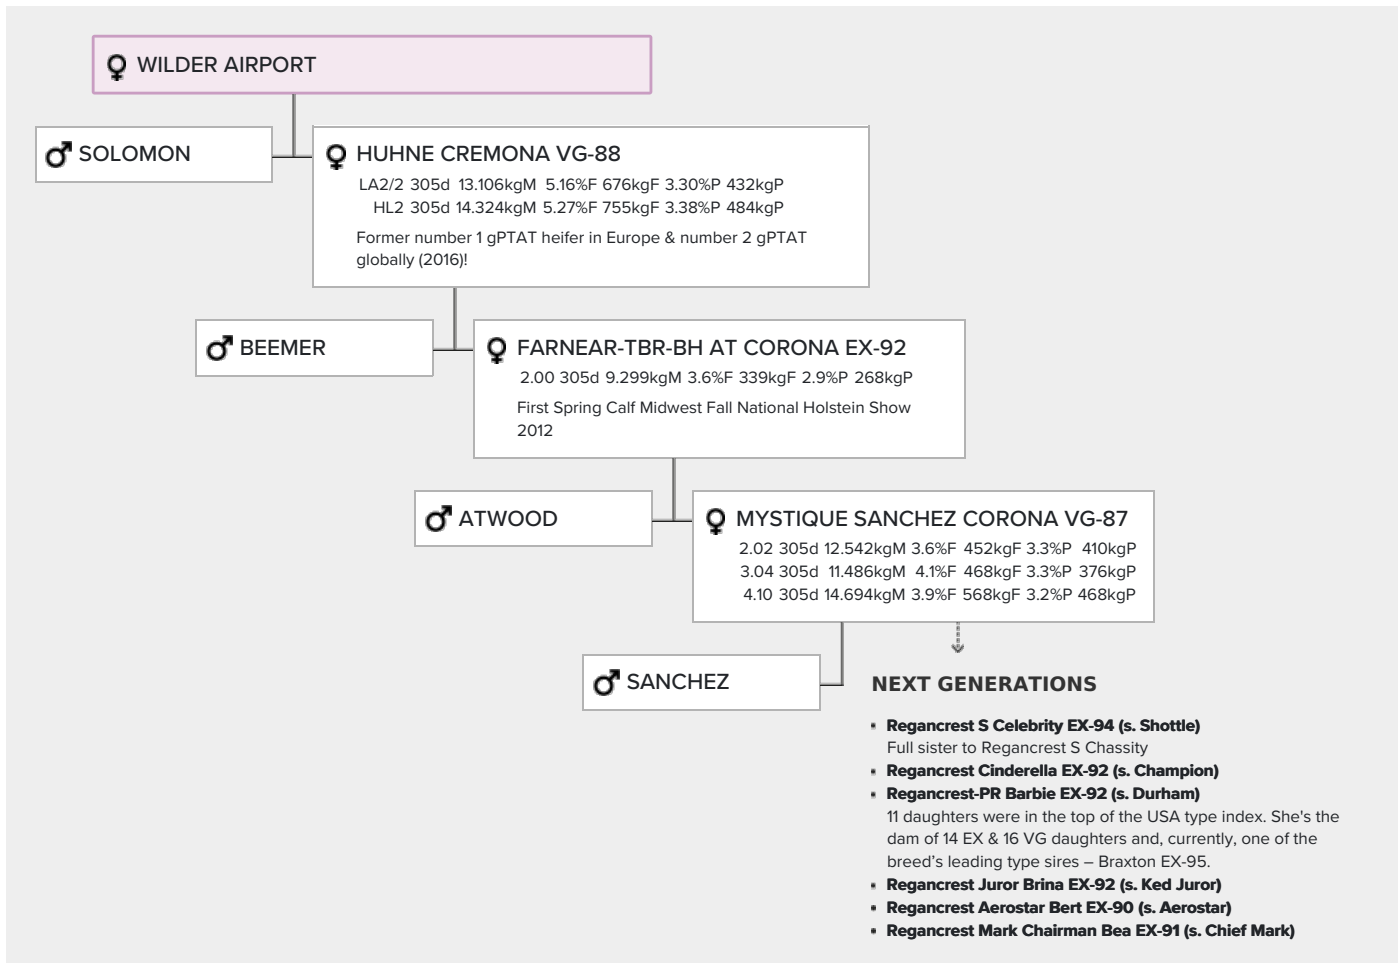 WILDER AIRPORT
SOLOMON
HUHNE CREMONA VG-88
LA2/2 305d 13.106kgM 5.16%F 676kgF 3.30%P 432kgP
HL2 305d 14.324kgM 5.27%F 755kgF 3.38%P 484kgP
Former number 1 gPTAT heifer in Europe & number 2 gPTAT
globally (2016)!
BEEMER
FARNEAR-TBR-BH AT CORONA EX-92
2.00 305d 9.299kgM 3.6%F 339kgF 2.9%P 268kgP
First Spring Calf Midwest Fall National Holstein Show
2012
ATWOOD
MYSTIQUE SANCHEZ CORONA VG-87
2.02 305d 12.542kgM 3.6%F 452kgF 3.3%P 410kgP
3.04 305d 11.486kgM 4.1%F 468kgF 3.3%P 376kgP
4.10 305d 14.694kgM 3.9%F 568kgF 3.2%P 468kgP
SANCHEZ
NEXT GENERATIONS
Regancrest S Celebrity EX-94 (s. Shottle)
Full sister to Regancrest S Chassity
Regancrest Cinderella EX-92 (s. Champion)
Regancrest-PR Barbie EX-92 (s. Durham)
11 daughters were in the top of the USA type index. She's the
dam of 14 EX & 16 VG daughters and, currently, one of the
breed’s leading type sires – Braxton EX-95.
Regancrest Juror Brina EX-92 (s. Ked Juror)
Regancrest Aerostar Bert EX-90 (s. Aerostar)
Regancrest Mark Chairman Bea EX-91 (s. Chief Mark)